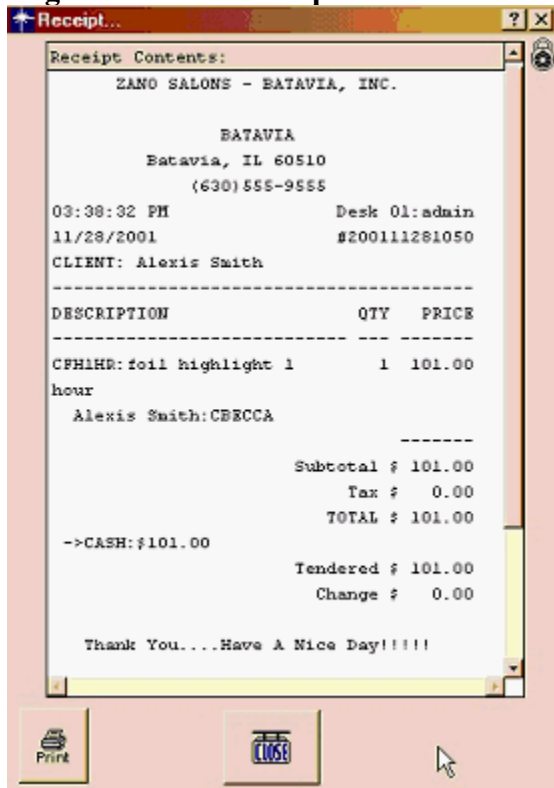 Receipt...
Receipt Contents:
ZANO SALONS - BATAVIA, INC.
BATAVIA
Batavia, IL 60510
(630)555-9555
03:38:32 PM Desk 01:admin
11/28/2001 #200111281050
CLIENT: Alexis Smith
------------------------------------------
DESCRIPTION QTY PRICE
----------------------------- --- -------
CFH1HR:foil highlight 1 1 101.00
hour
Alexis Smith:CBECCA
-------
Subtotal $ 101.00
Tax $ 0.00
TOTAL $ 101.00
->CASH:$101.00
Tendered $ 101.00
Change $ 0.00
Thank You....Have A Nice Day!!!!!
Print
CLOSE